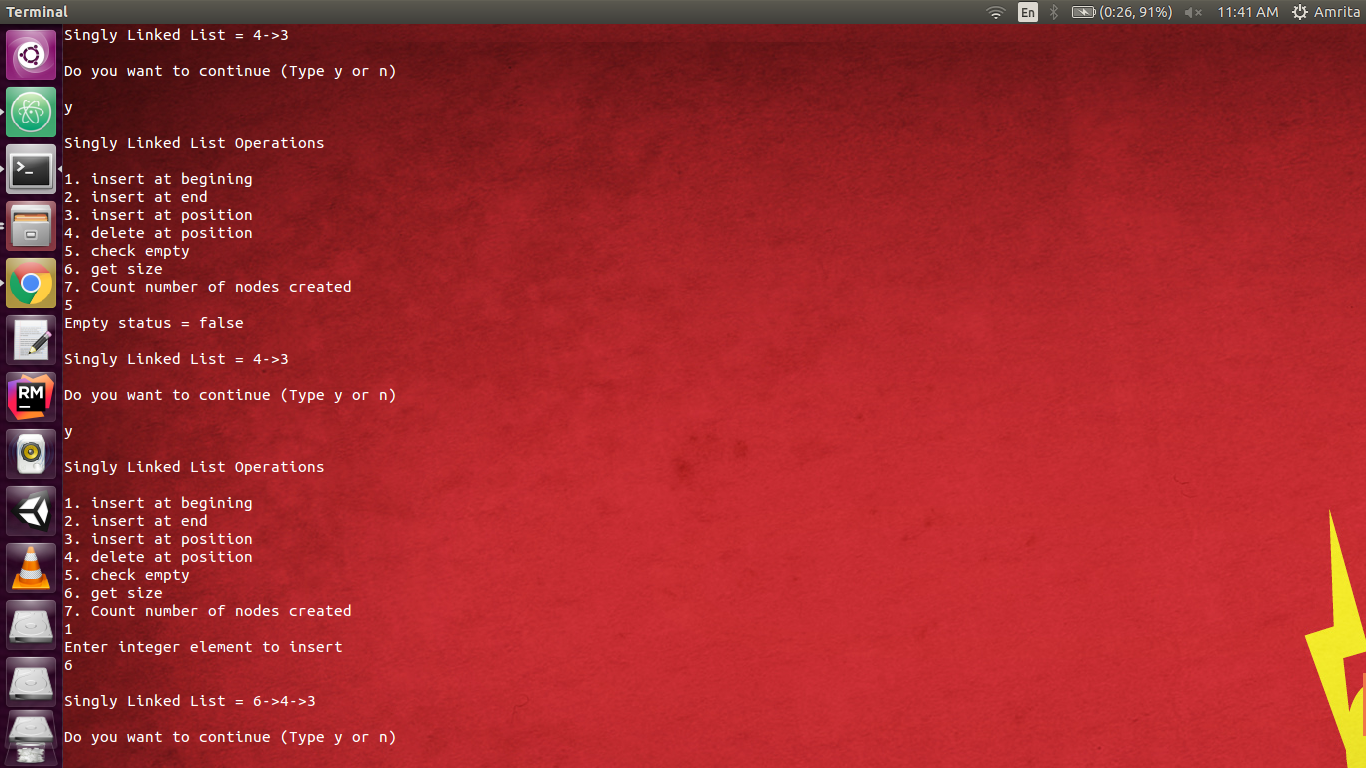 Terminal
En
(0:26, 91%)
11:41 AM
Amrita
Singly Linked List = 4->3
Do you want to continue (Type y or n)
y
Singly Linked List Operations
1. insert at begining
2. insert at end
3. insert at position
4. delete at position
5. check empty
6. get size
7. Count number of nodes created
5
Empty status = false
Singly Linked List = 4->3
Do you want to continue (Type y or n)
y
Singly Linked List Operations
1. insert at begining
2. insert at end
3. insert at position
4. delete at position
5. check empty
6. get size
7. Count number of nodes created
1
Enter integer element to insert
6
Singly Linked List = 6->4->3
Do you want to continue (Type y or n)
>_
RM